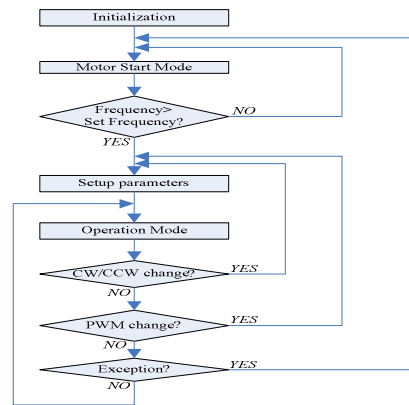 Initialization
Motor Start Mode
Frequency>
Set Frequency?
NO
YES
Setup parameters
Operation Mode
CW/CCW change?
YES
NO
PWM change?
YES
NO
Exception?
YES
NO